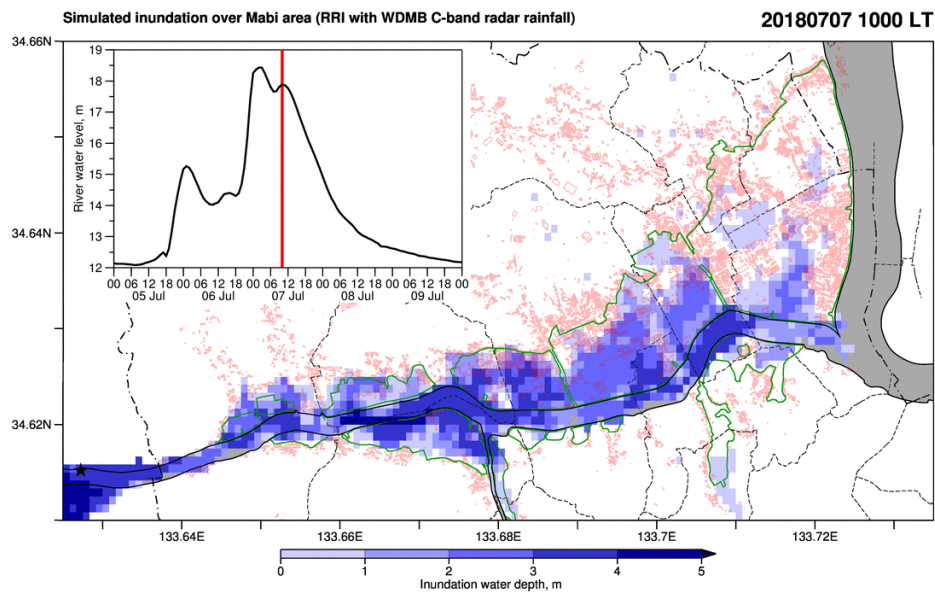 Simulated inundation over Mabi area (RRI with WDMB C-band radar rainfall)
20180707 1000 LT
34.66N
34.64N
34.62N
River water level, m
19
18
17
16
15
14
13
12
00 06 12 18 00 06 12 18 00 06 12 18 00 06 12 18 00 06 12 18 00
05 Jul 06 Jul 07 Jul 08 Jul 09 Jul
133.64E 133.66E 133.68E 133.7E 133.72E
0 1 2 3 4 5
Inundation water depth, m